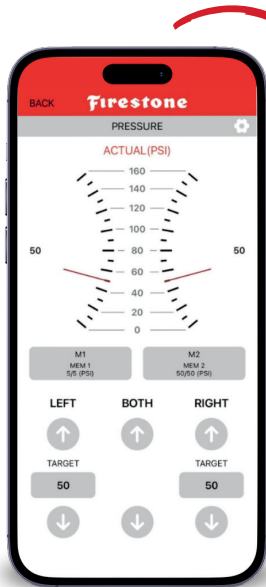 BACK Firestone
PRESSURE
ACTUAL(PSI)
160
140
120
100
50 80 50
60
40
20
0
M1 M2
MEM 1 MEM 2
5/5 (PSI) 50/50 (PSI)
LEFT BOTH RIGHT
TARGET TARGET
50 50